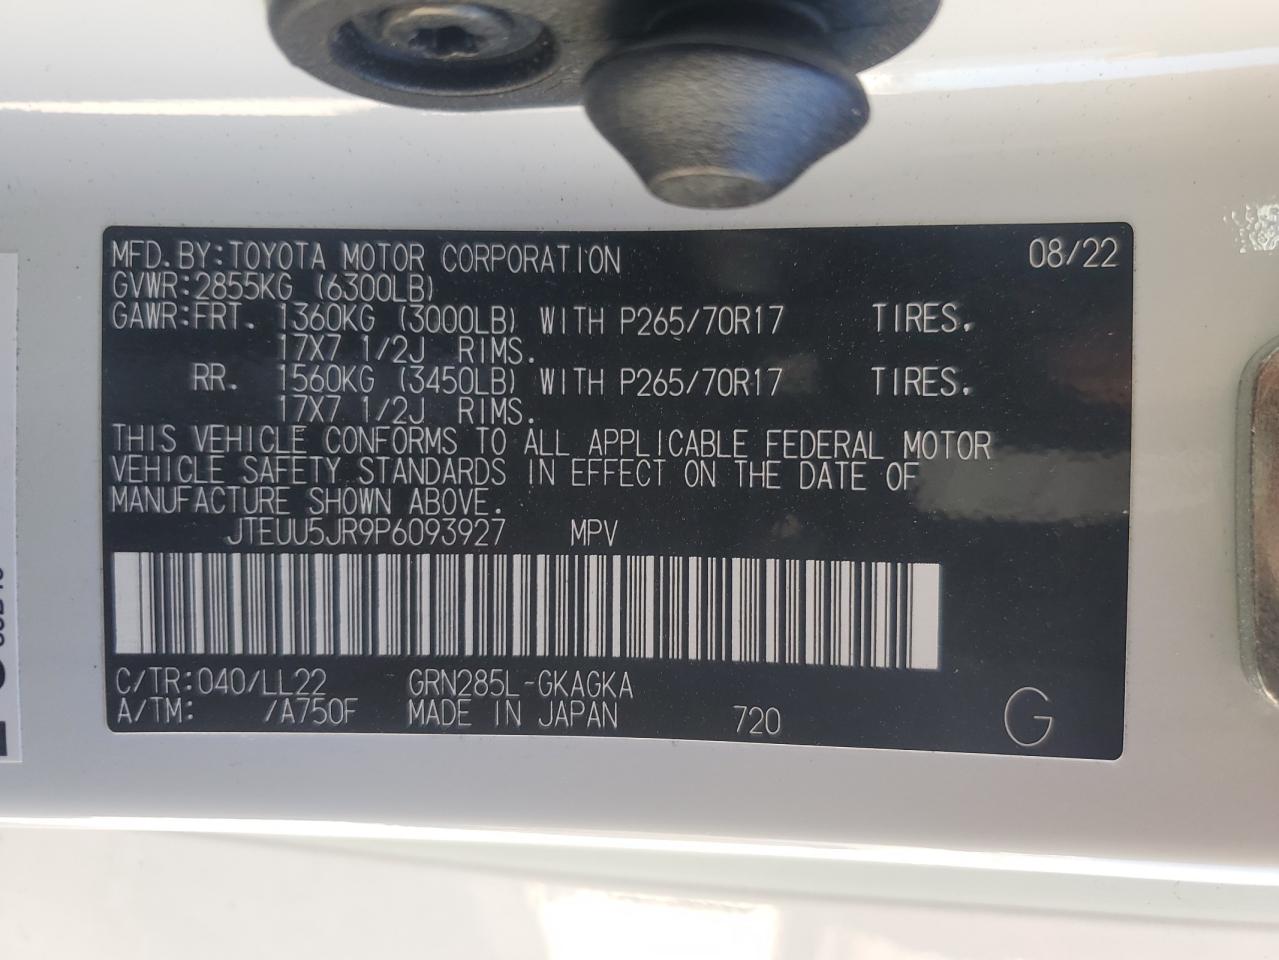 MFD.BY:TOYOTA MOTOR CORPORATION 08/22
GVWR:2855KG (6300LB)
GAWR:FRT. 1360KG (3000LB) WITH P265/70R17 TIRES.
17X7 1/2J RIMS.
RR. 1560KG (3450LB) WITH P265/70R17 TIRES.
17X7 1/2J RIMS.
THIS VEHICLE CONFORMS TO ALL APPLICABLE FEDERAL MOTOR
VEHICLE SAFETY STANDARDS IN EFFECT ON THE DATE OF
MANUFACTURE SHOWN ABOVE.
JTEUU5JR9P6093927 MPV
C/TR:040/LL22 GRN285L-GKAGKA
A/TM: /A750F MADE IN JAPAN 720 G